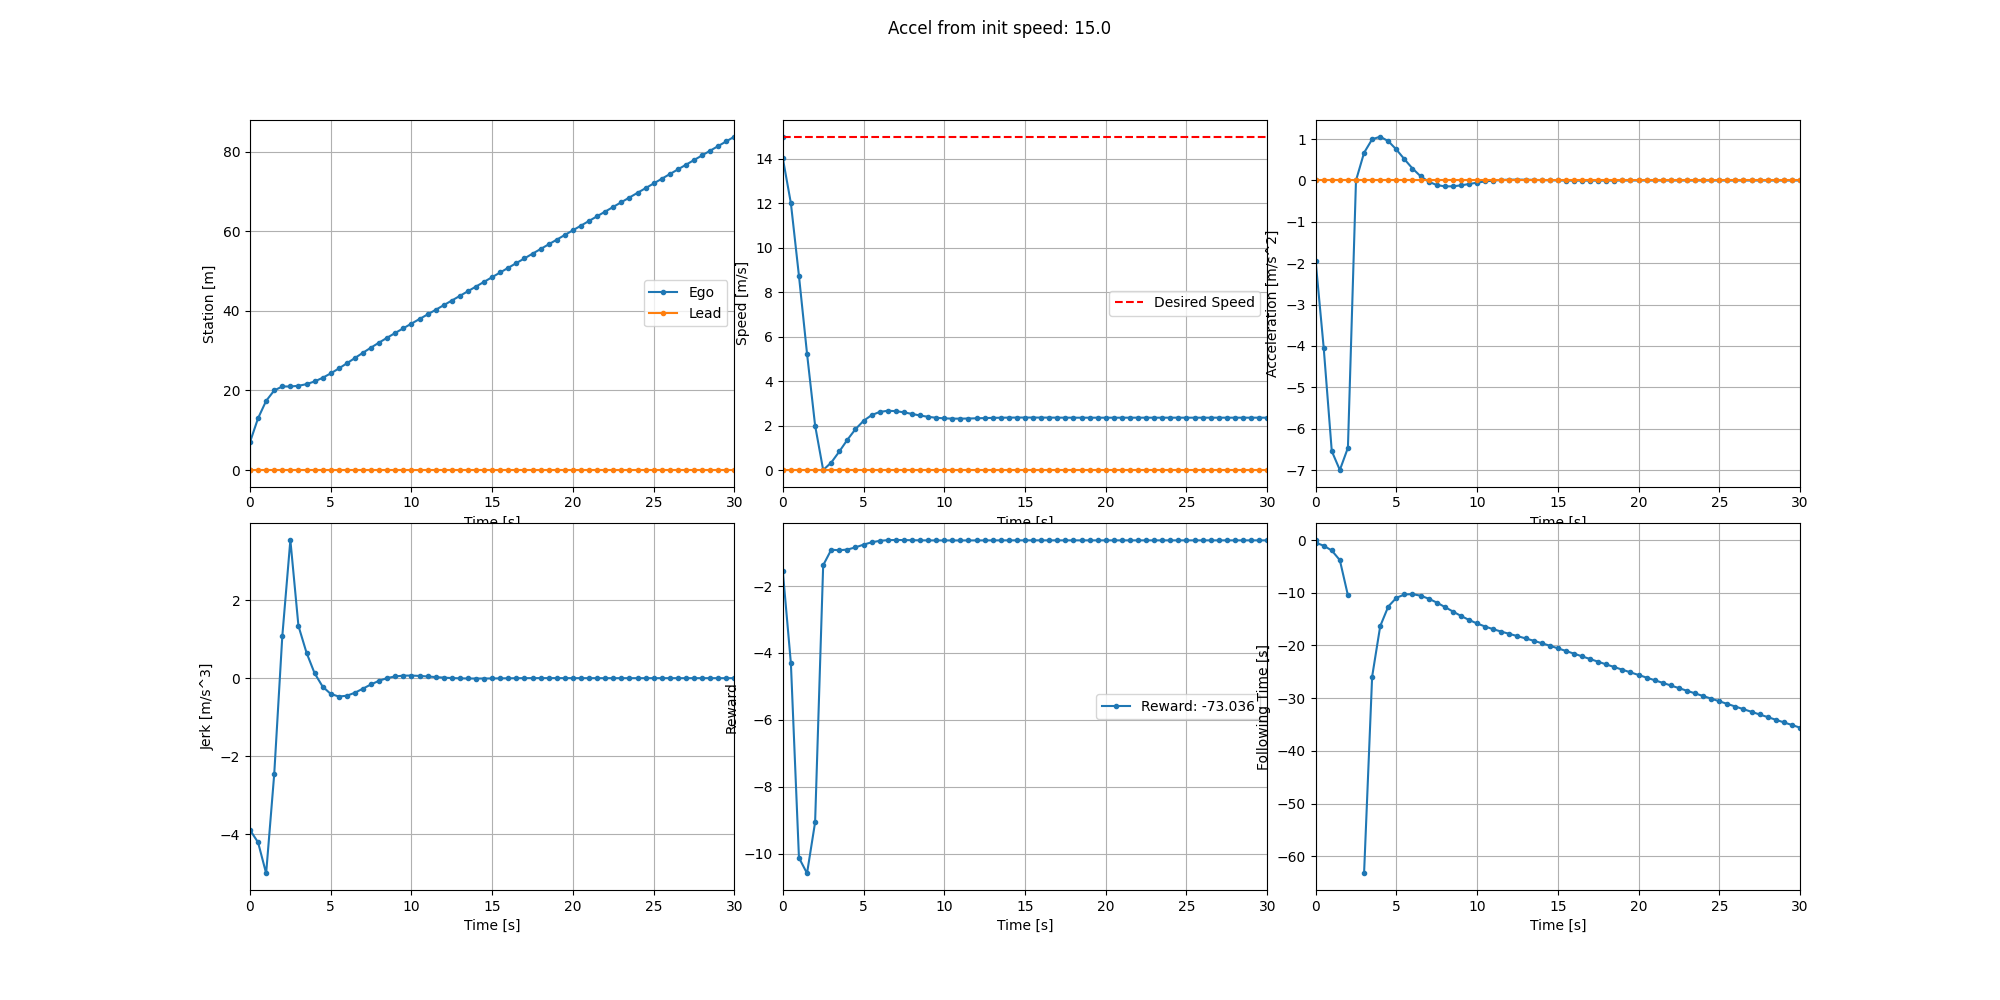 Accel from init speed: 15.0
80
60
40
20
0
Station [m]
Ego
Lead
0 5 10 15 20 25 30
Time [s]
14
12
10
8
6
4
2
0
Speed [m/s]
Desired Speed
0 5 10 15 20 25 30
Time [s]
1
0
−1
−2
−3
−4
−5
−6
−7
Acceleration [m/s^2]
0 5 10 15 20 25 30
Time [s]
2
0
−2
−4
Jerk [m/s^3]
0 5 10 15 20 25 30
Time [s]
−2
−4
−6
−8
−10
Reward
Reward: -73.036
0 5 10 15 20 25 30
Time [s]
0
−10
−20
−30
−40
−50
−60
Following Time [s]
0 5 10 15 20 25 30
Time [s]